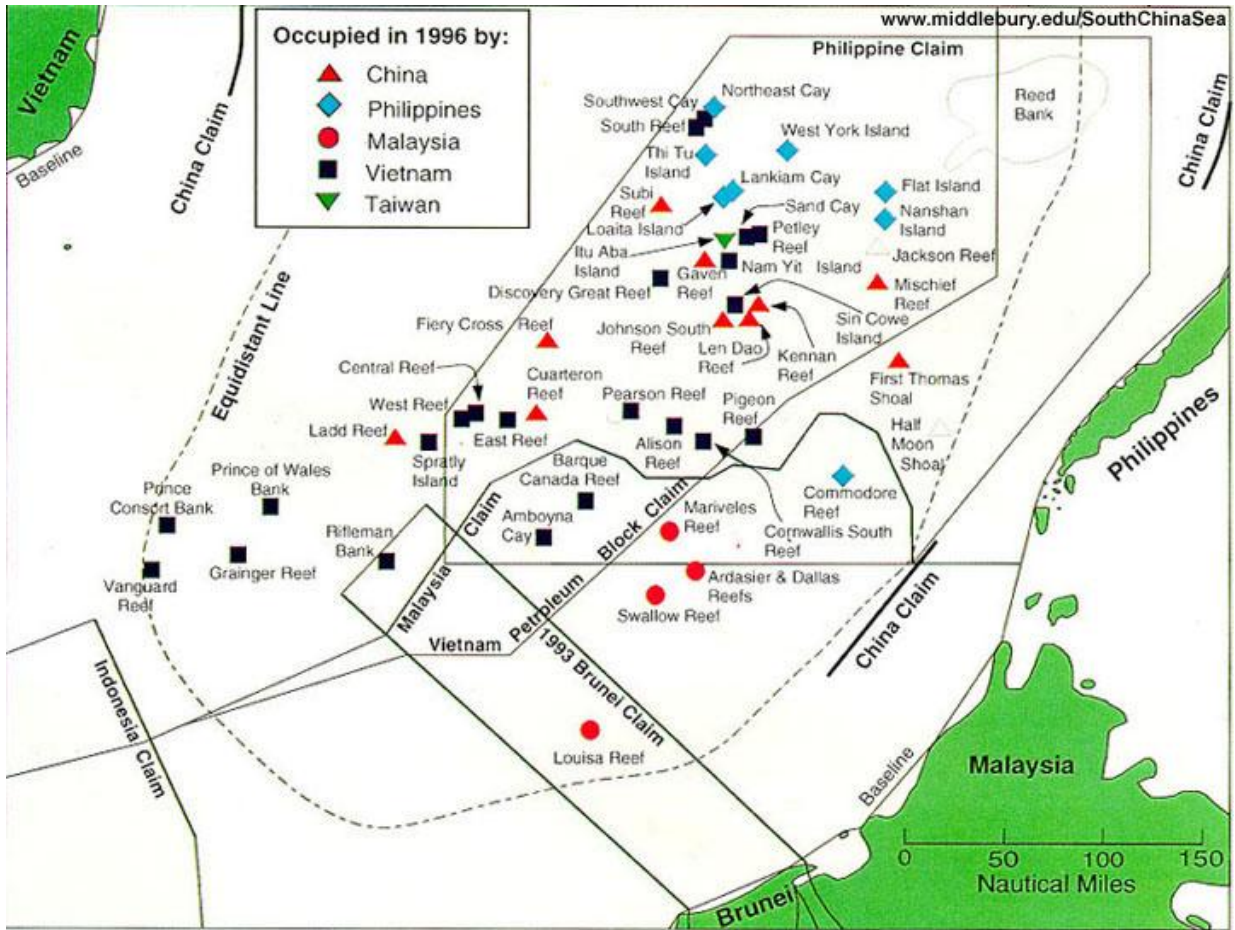 www.middlebury.edu/SouthChinaSea
Occupied in 1996 by:
China
Philippines
Malaysia
Vietnam
Taiwan
Vietnam
Baseline
China Claim
Equidistant Line
Philippine Claim
Reed
Bank
China Claim
Southwest Cay
Northeast Cay
South Reef
West York Island
Thi Tu
Island
Lankiam Cay
Flat Island
Subi
Reef
Sand Cay
Nanshan
Island
Loaita Island
Petley
Reef
Itu Aba
Island
Jackson Reef
Gaven
Reef
Nam Yit Island
Mischief
Reef
Discovery Great Reef
Sin Cowe
Island
Fiery Cross Reef
Johnson South
Reef
Len Dao
Reef
Kennan
Reef
Central Reef
Cuarteron
Reef
First Thomas
Shoal
Pearson Reef
Pigeon
Reef
West Reef
Ladd Reef
East Reef
Alison
Reef
Half
Moon
Shoal
Spratly
Island
Philippines
Prince of Wales
Bank
Barque
Canada Reef
Commodore
Reef
Prince
Consort Bank
Mariveles
Reef
Amboyna
Cay
Cornwallis South
Reef
Rifleman
Bank
Grainger Reef
Vanguard
Reef
Ardasier & Dallas
Reefs
Swallow Reef
Malaysia Claim
Vietnam Petroleum Block Claim
1993 Brunei Claim
China Claim
Indonesia Claim
Louisa Reef
Baseline
Malaysia
Brunei
0 50 100 150
Nautical Miles